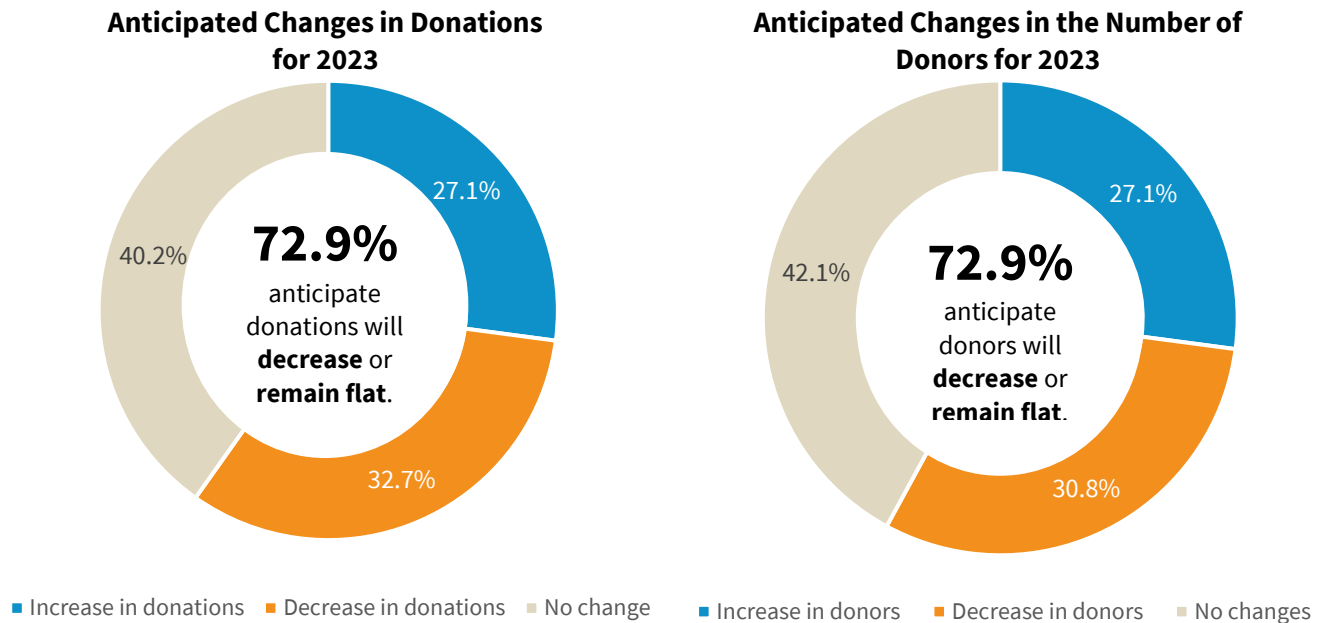 Anticipated Changes in Donations
for 2023
27.1%
40.2%
72.9%
anticipate
donations will
decrease or
remain flat.
32.7%
Increase in donations Decrease in donations No change
Anticipated Changes in the Number of
Donors for 2023
27.1%
42.1%
72.9%
anticipate
donors will
decrease or
remain flat.
30.8%
Increase in donors Decrease in donors No changes